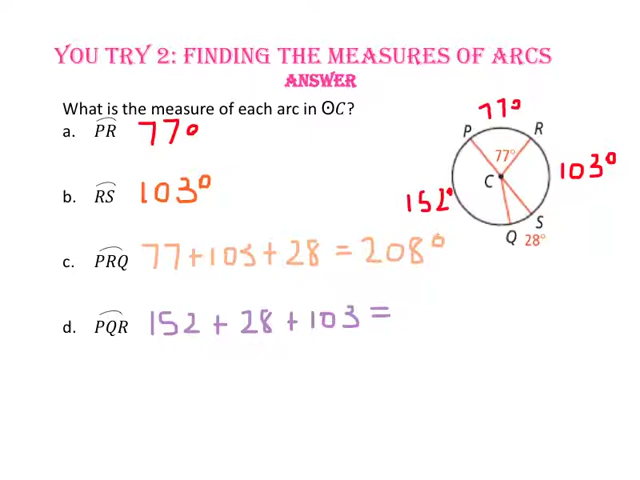 YOU TRY 2: FINDING THE MEASURES OF ARCS
ANSWER
What is the measure of each arc in ʘC?
a. PR 77°
b. RS 103°
c. PRQ 77 + 103 + 28 = 208°
d. PQR 152 + 28 + 103 =
77°
P R
77°
103°
C
152°
S
Q 28°